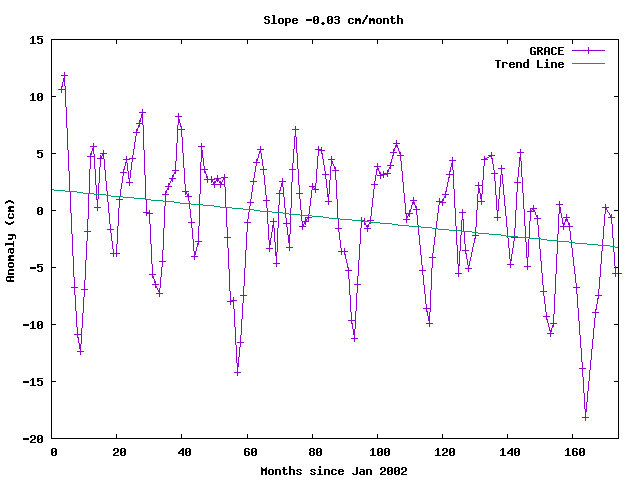 Slope -0.03 cm/month
GRACE
Trend Line
15
10
5
0
-5
-10
-15
-20
Anomaly (cm)
0 20 40 60 80 100 120 140 160
Months since Jan 2002